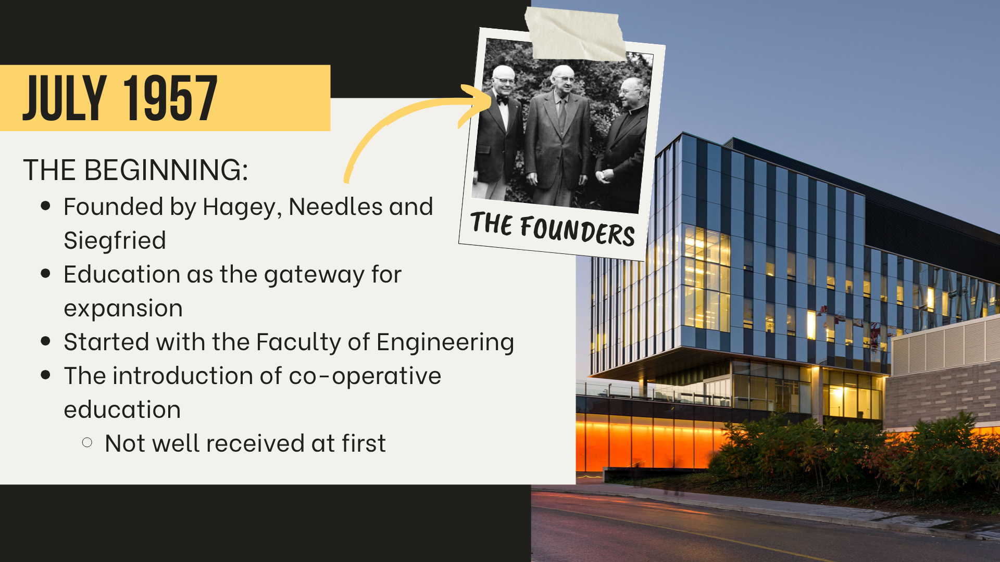 JULY 1957
THE BEGINNING:
Founded by Hagey, Needles and
Siegfried
Education as the gateway for
expansion
Started with the Faculty of Engineering
The introduction of co-operative
education
Not well received at first
THE FOUNDERS